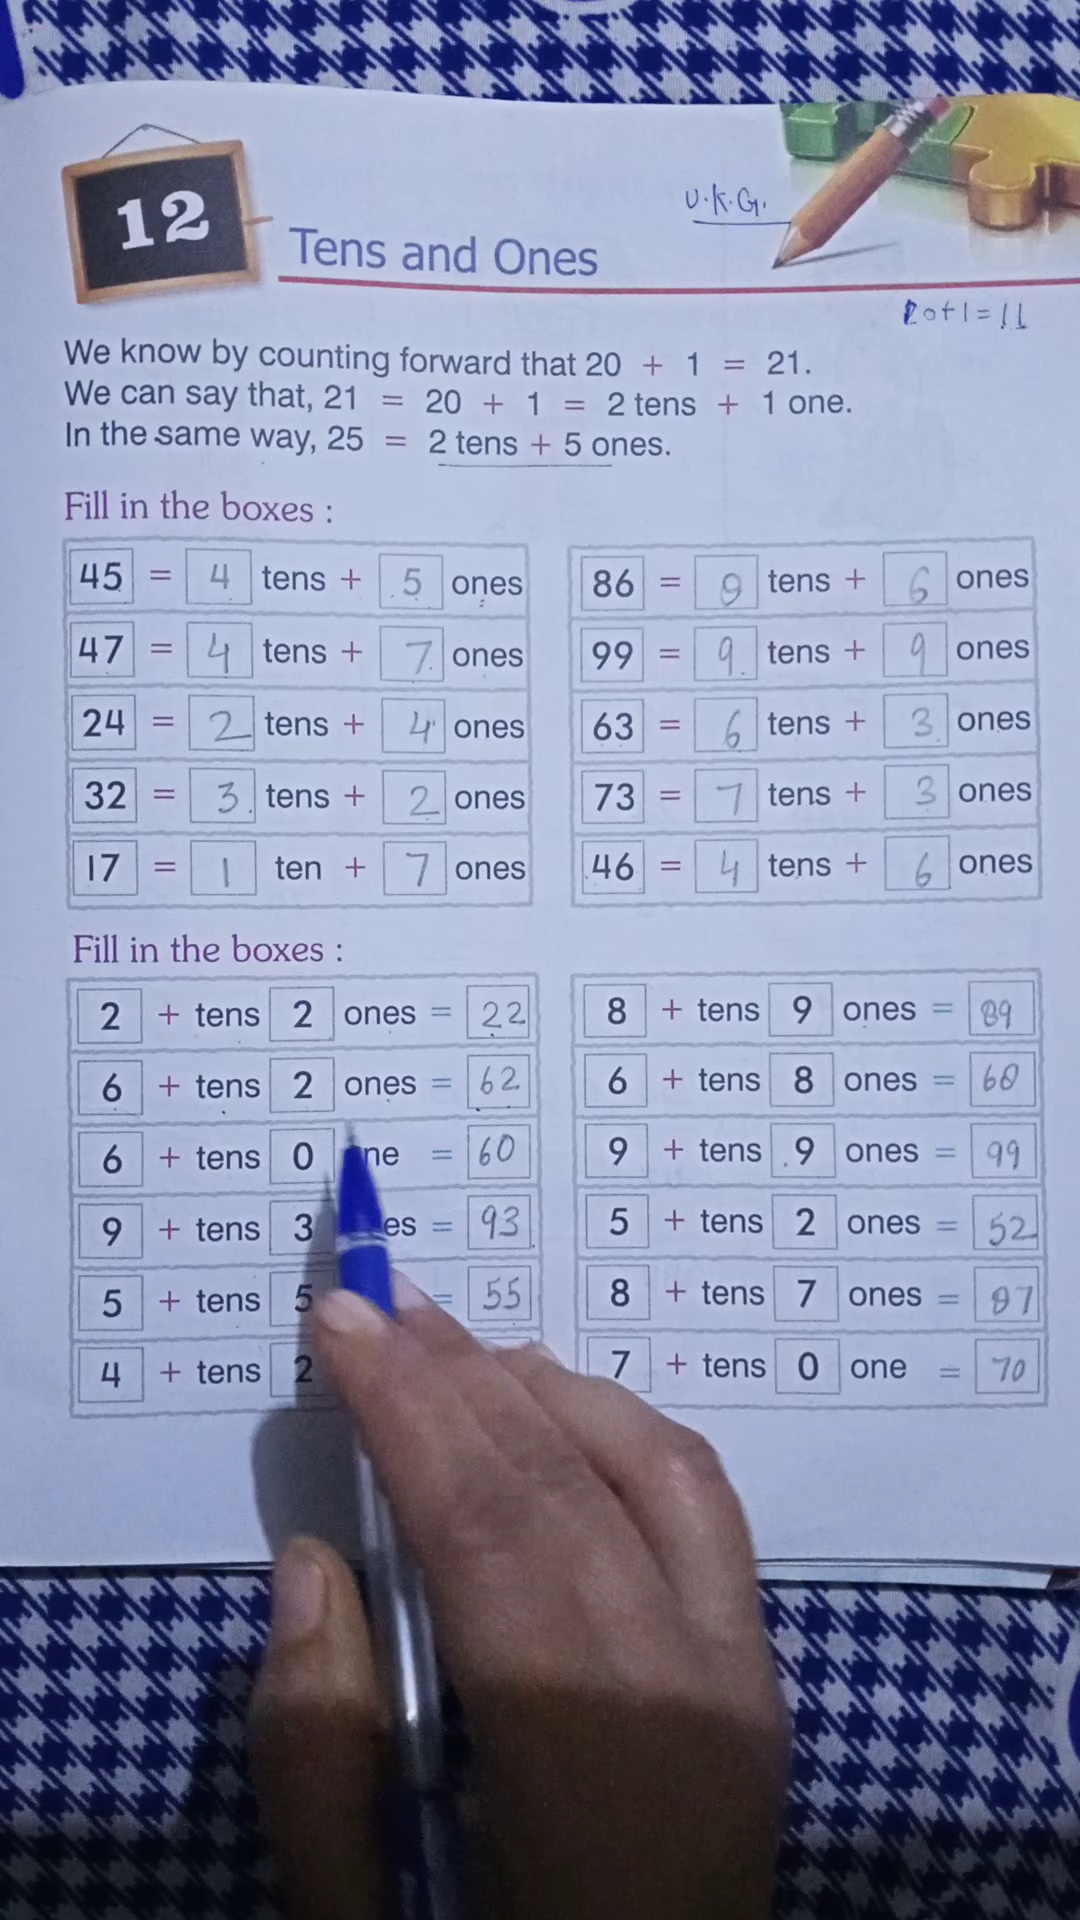 12
U.K.G.
Tens and Ones
20+1=11
We know by counting forward that 20 + 1 = 21.
We can say that, 21 = 20 + 1 = 2 tens + 1 one.
In the same way, 25 = 2 tens + 5 ones.
Fill in the boxes :
45 = 4 tens + 5 ones
47 = 4 tens + 7 ones
24 = 2 tens + 4 ones
32 = 3 tens + 2 ones
17 = 1 ten + 7 ones
86 = 8 tens + 6 ones
99 = 9 tens + 9 ones
63 = 6 tens + 3 ones
73 = 7 tens + 3 ones
46 = 4 tens + 6 ones
Fill in the boxes :
2 + tens 2 ones = 22
6 + tens 2 ones = 62
6 + tens 0 ne = 60
9 + tens 3 es = 93
5 + tens 5 = 55
4 + tens 2
8 + tens 9 ones = 89
6 + tens 8 ones = 68
9 + tens 9 ones = 99
5 + tens 2 ones = 52
8 + tens 7 ones = 87
7 + tens 0 one = 70